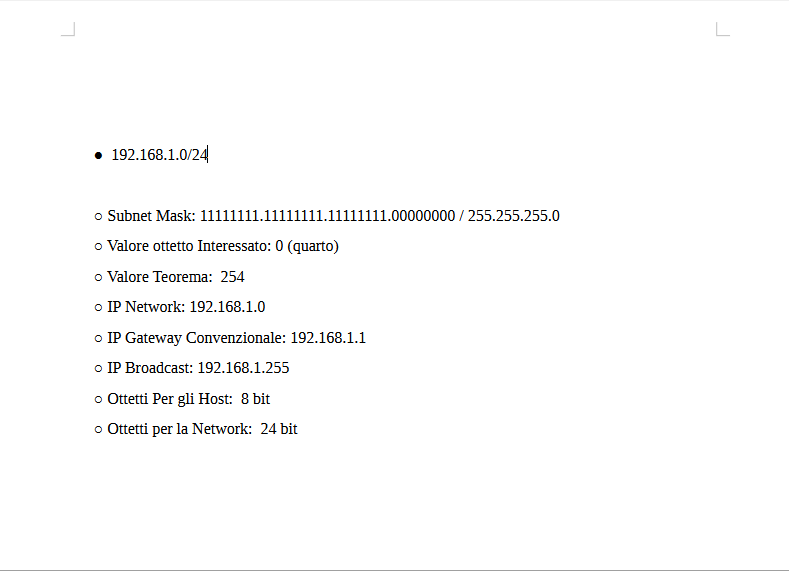 ● 192.168.1.0/24
○ Subnet Mask: 11111111.11111111.11111111.00000000 / 255.255.255.0
○ Valore ottetto Interessato: 0 (quarto)
○ Valore Teorema:  254
○ IP Network: 192.168.1.0
○ IP Gateway Convenzionale: 192.168.1.1
○ IP Broadcast: 192.168.1.255
○ Ottetti Per gli Host:  8 bit
○ Ottetti per la Network:  24 bit